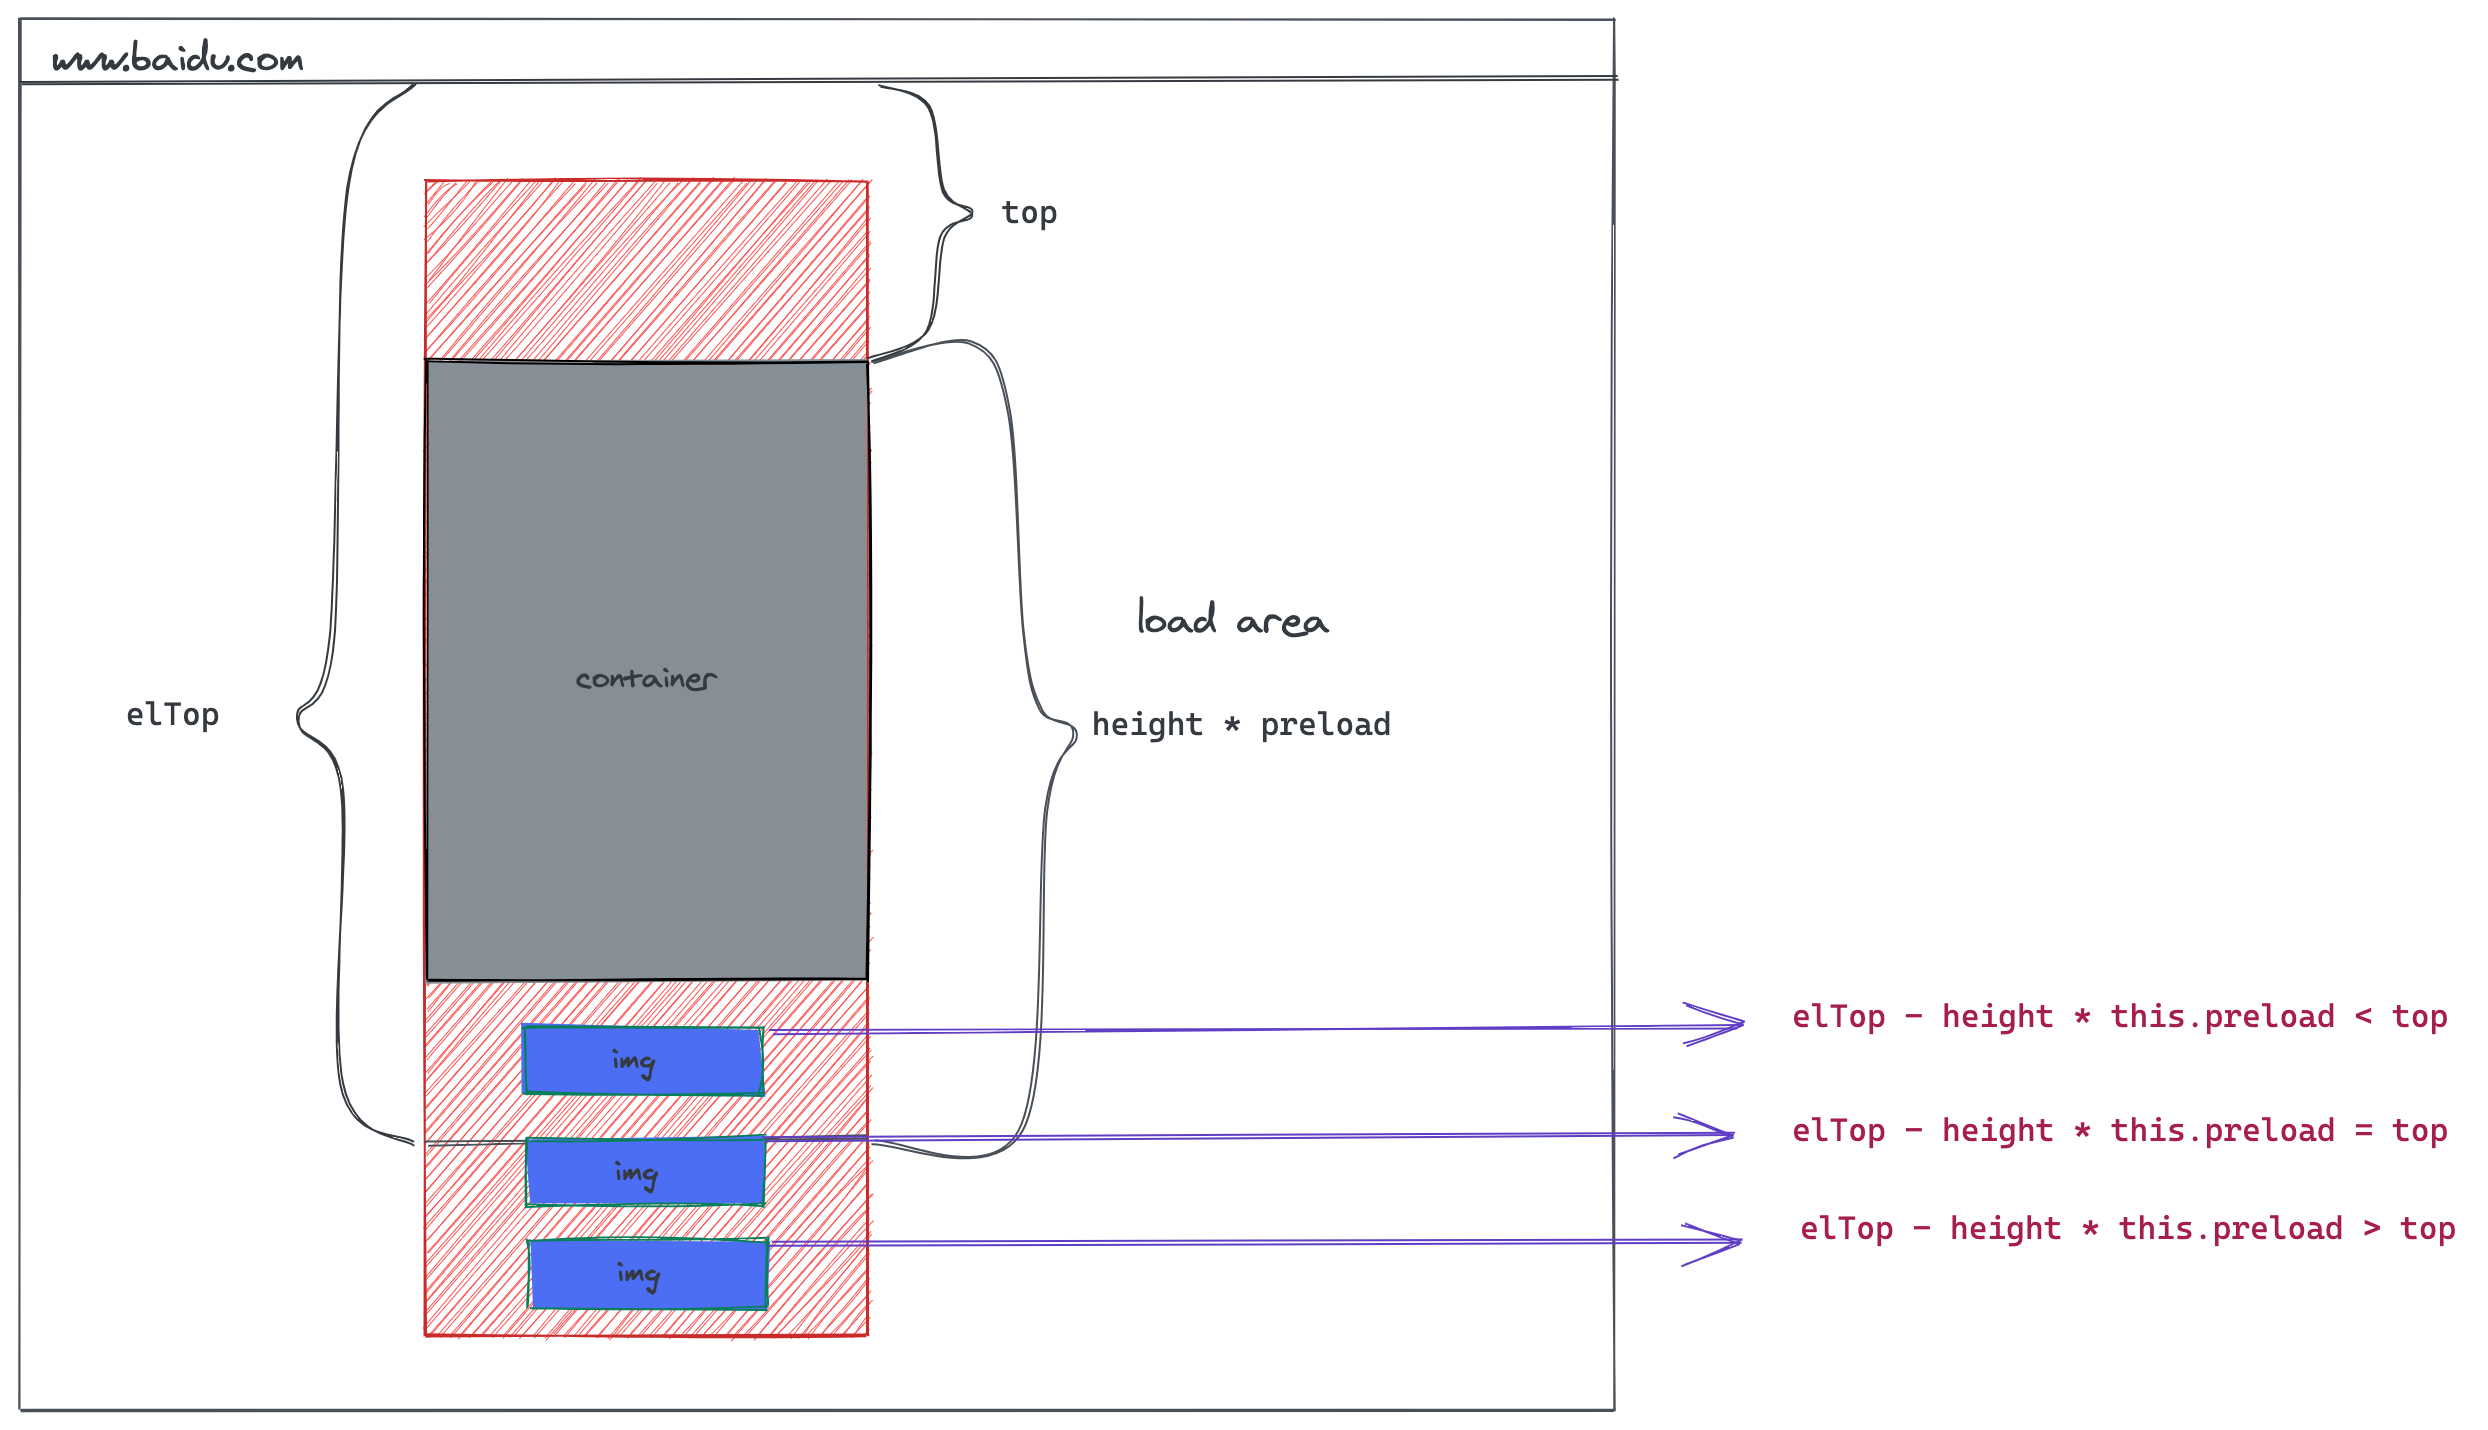 www.baidu.com
top
load area
container
elTop
height * preload
elTop - height * this.preload < top
img
elTop - height * this.preload = top
img
elTop - height * this.preload > top
img